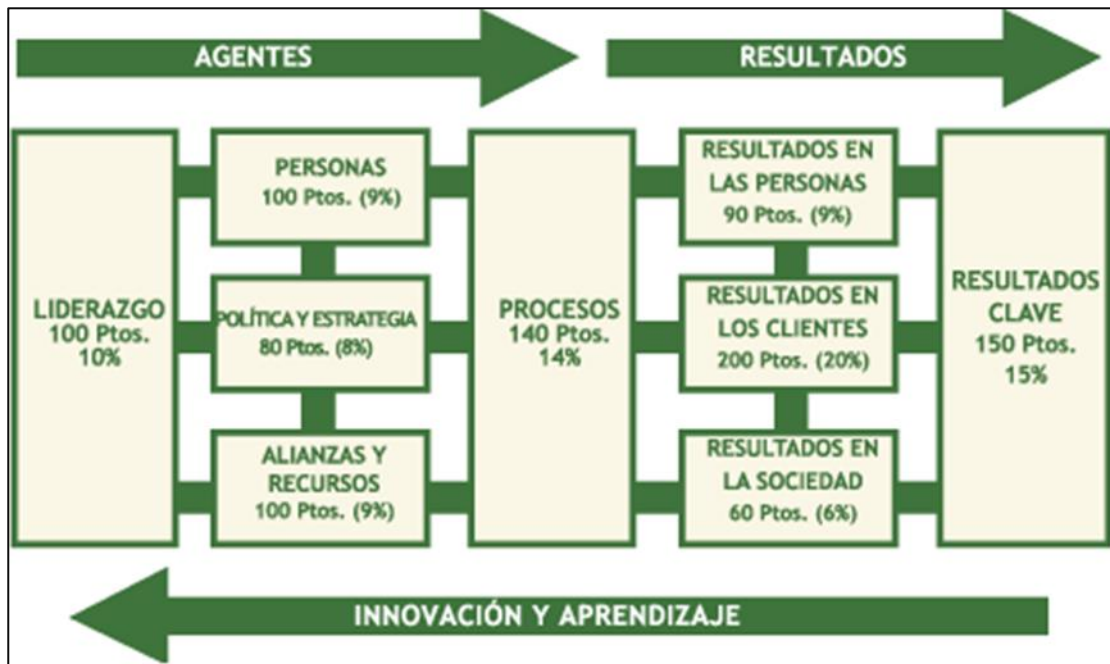 AGENTES
RESULTADOS
LIDERAZGO
100 Ptos.
10%
PERSONAS
100 Ptos. (9%)
POLÍTICA Y ESTRATEGIA
80 Ptos. (8%)
ALIANZAS Y
RECURSOS
100 Ptos. (9%)
PROCESOS
140 Ptos.
14%
RESULTADOS EN
LAS PERSONAS
90 Ptos. (9%)
RESULTADOS EN
LOS CLIENTES
200 Ptos. (20%)
RESULTADOS EN
LA SOCIEDAD
60 Ptos. (6%)
RESULTADOS
CLAVE
150 Ptos.
15%
INNOVACIÓN Y APRENDIZAJE